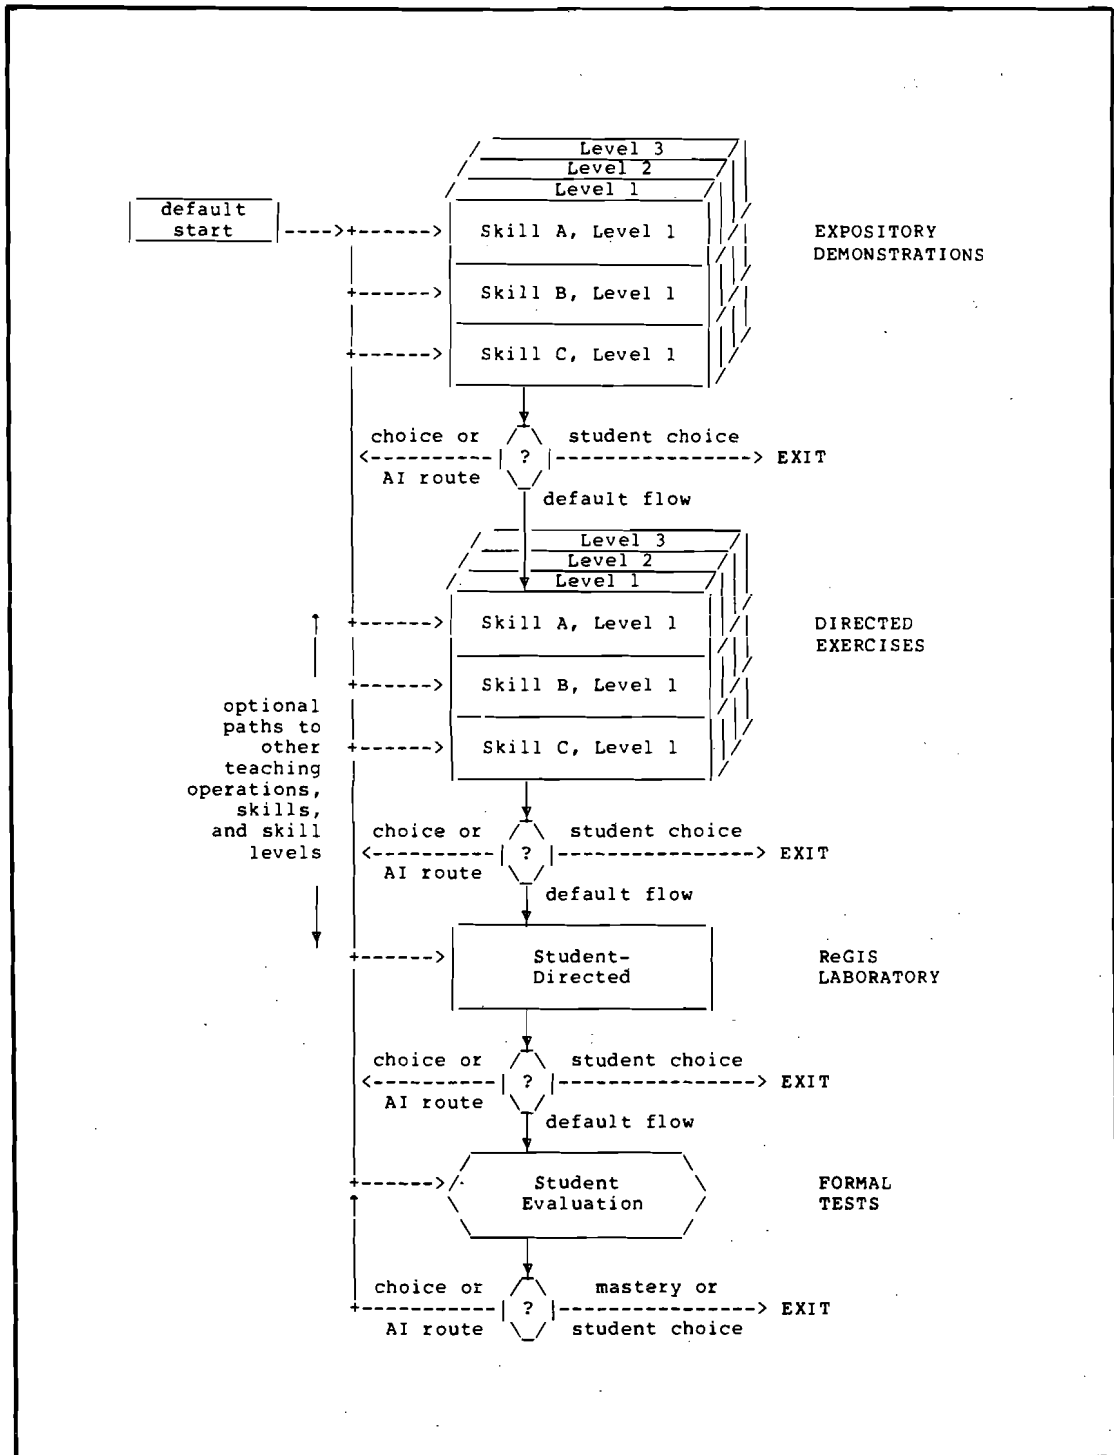 Level 3
Level 2
Level 1
default
start
Skill A, Level 1
EXPOSITORY
DEMONSTRATIONS
Skill B, Level 1
Skill C, Level 1
choice or
AI route
?
student choice
EXIT
default flow
Level 3
Level 2
Level 1
Skill A, Level 1
DIRECTED
EXERCISES
Skill B, Level 1
Skill C, Level 1
optional
paths to
other
teaching
operations,
skills,
and skill
levels
choice or
AI route
?
student choice
EXIT
default flow
Student-
Directed
ReGIS
LABORATORY
choice or
AI route
?
student choice
EXIT
default flow
Student
Evaluation
FORMAL
TESTS
choice or
AI route
?
mastery or
student choice
EXIT